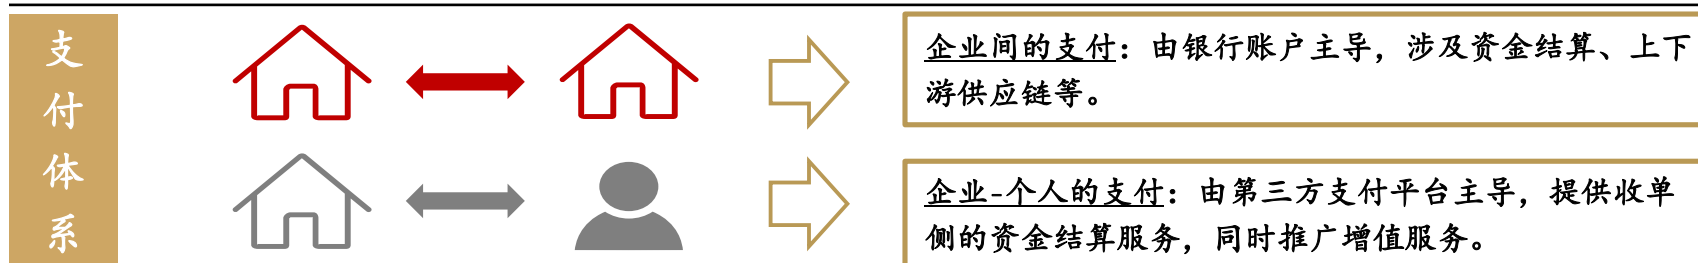 支付体系
企业间的支付：由银行账户主导，涉及资金结算、上下
游供应链等。
企业-个人的支付：由第三方支付平台主导，提供收单
侧的资金结算服务，同时推广增值服务。